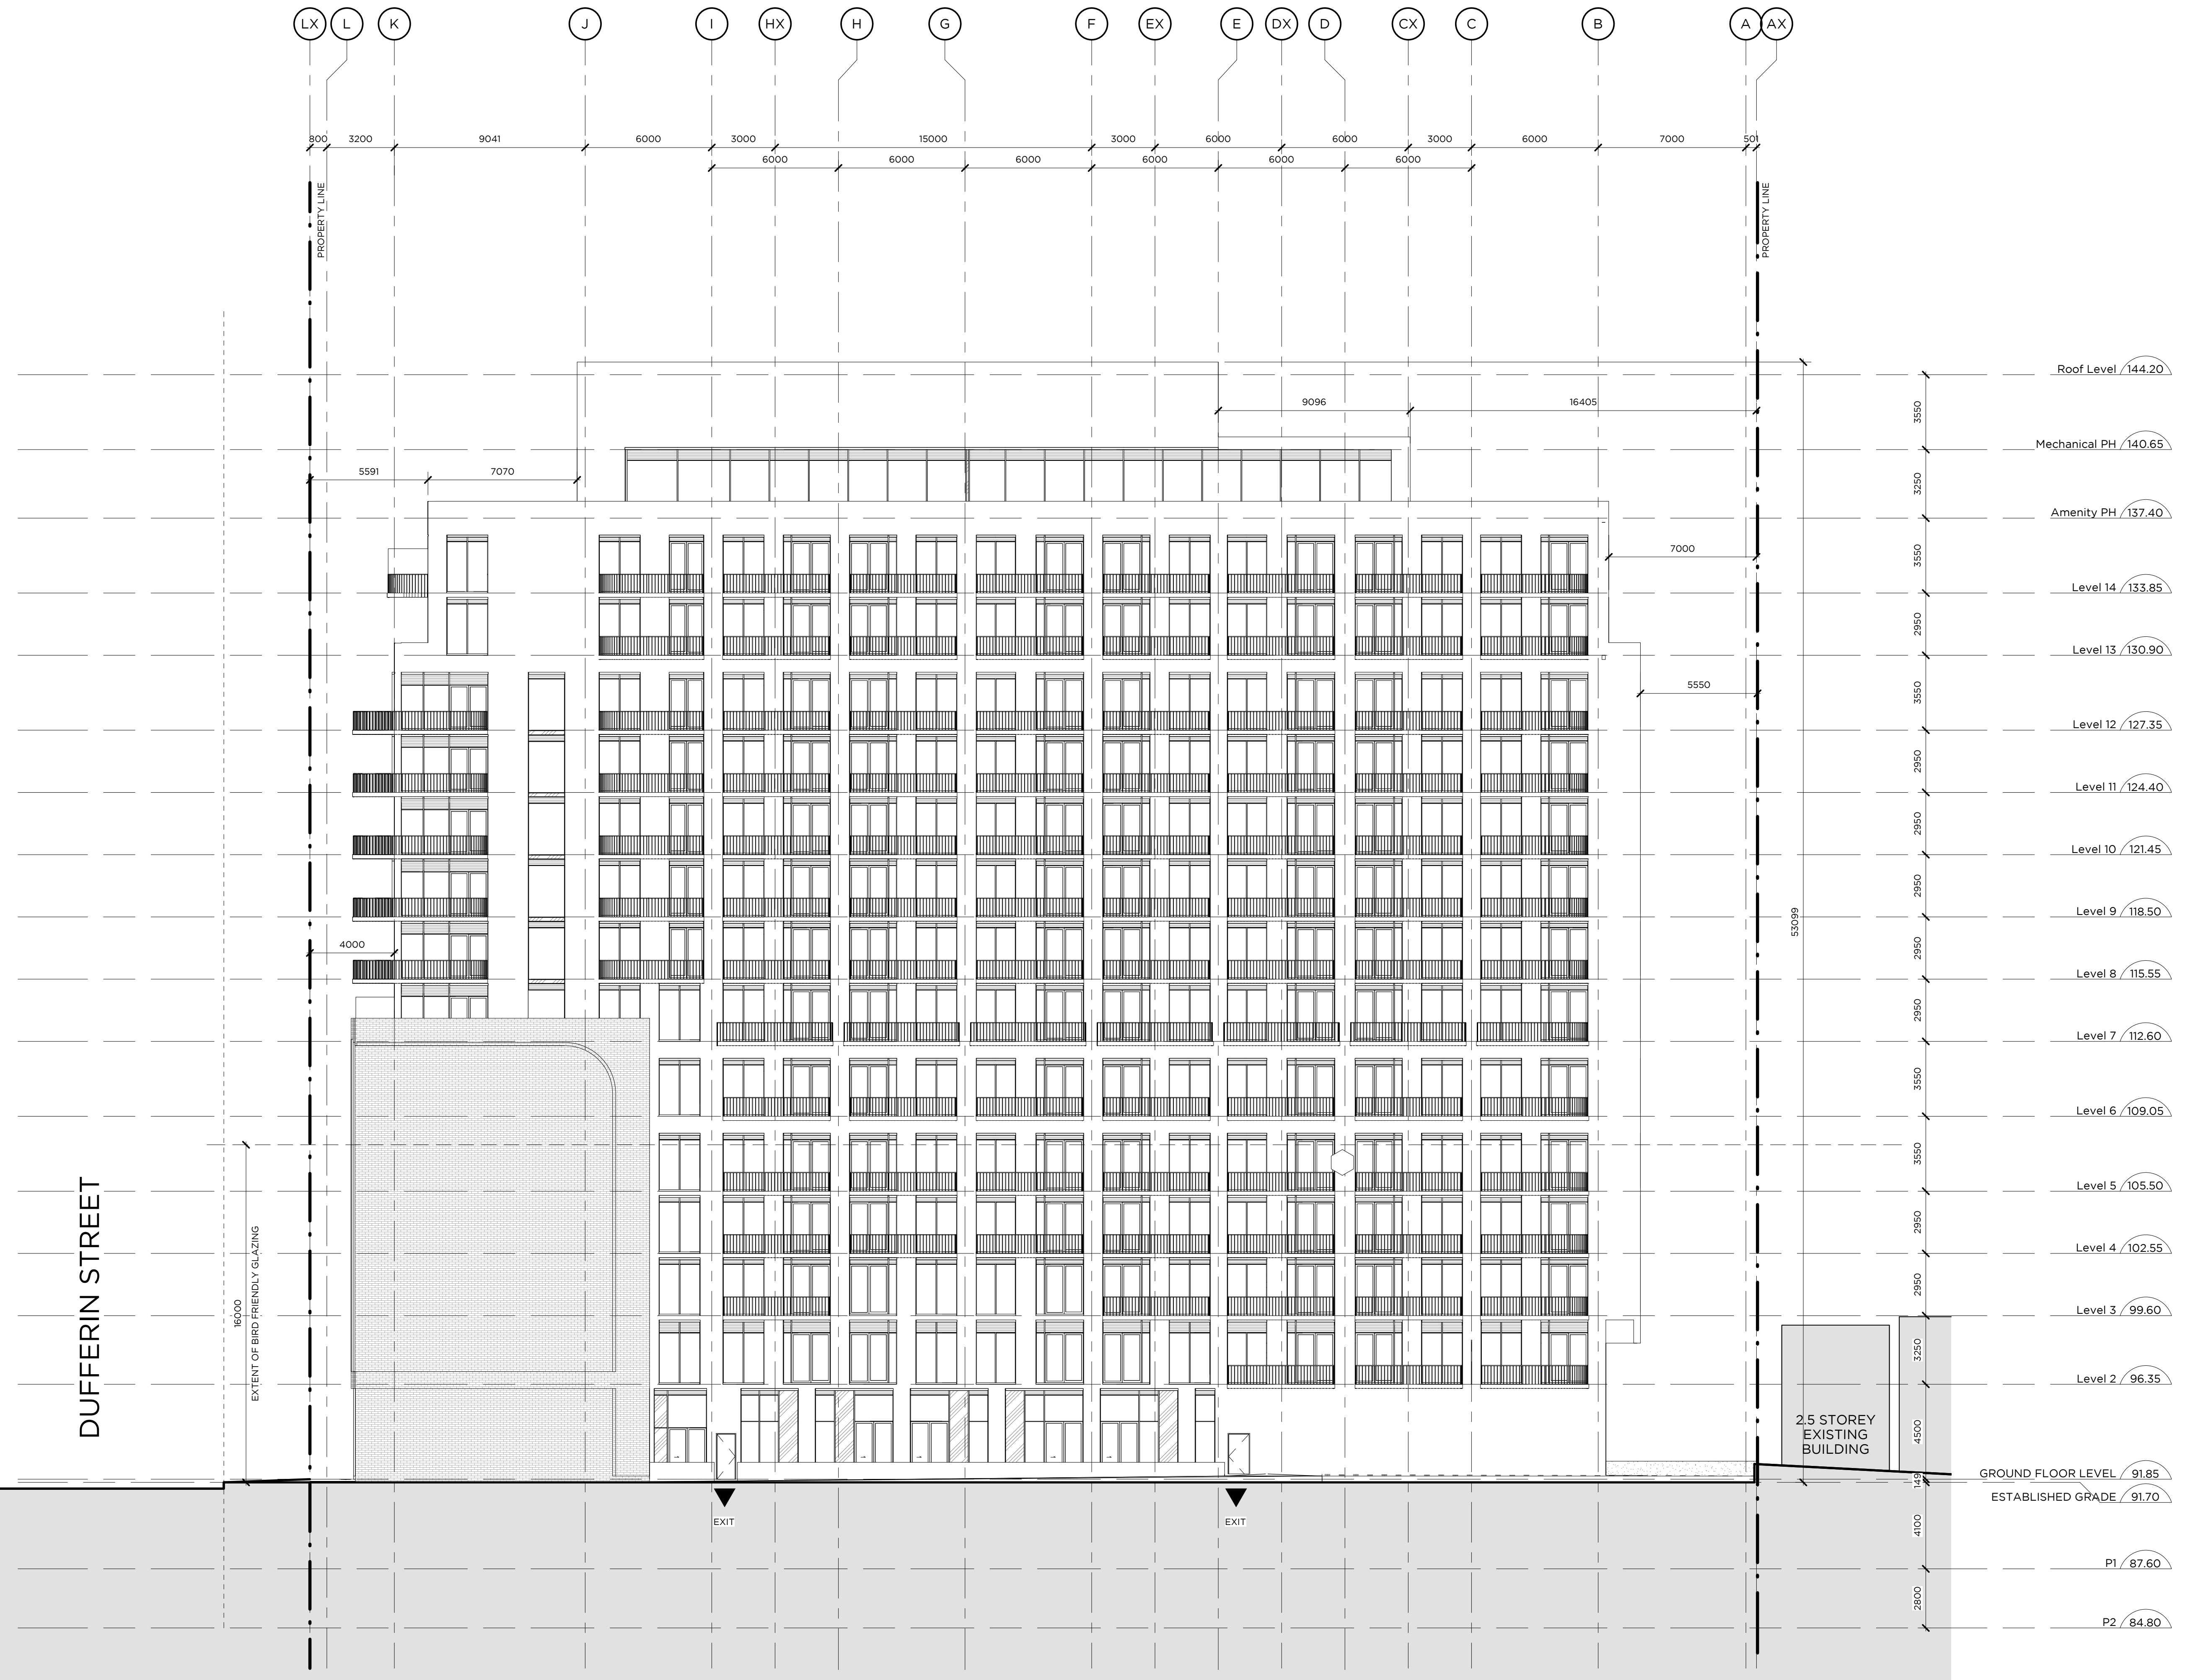 LX L K J I HX H G F EX E DX D CX C B A AX
800 3200 9041 6000 3000 15000 3000 6000 6000 3000 6000 7000 501
6000 6000 6000 6000 6000 6000
PROPERTY LINE
PROPERTY LINE
Roof Level 144.20
9096 16405
3550
Mechanical PH 140.65
5591 7070
3250
Amenity PH 137.40
7000
3550
Level 14 133.85
2950
Level 13 130.90
5550
3550
Level 12 127.35
2950
Level 11 124.40
2950
Level 10 121.45
2950
Level 9 118.50
53099
4000
2950
Level 8 115.55
2950
Level 7 112.60
3550
Level 6 109.05
3550
Level 5 105.50
2950
Level 4 102.55
DUFFERIN STREET
16000
EXTENT OF BIRD FRIENDLY GLAZING
2950
Level 3 99.60
3250
Level 2 96.35
2.5 STOREY
EXISTING
BUILDING
4500
GROUND FLOOR LEVEL 91.85
149
ESTABLISHED GRADE 91.70
EXIT
EXIT
4100
P1 87.60
2800
P2 84.80